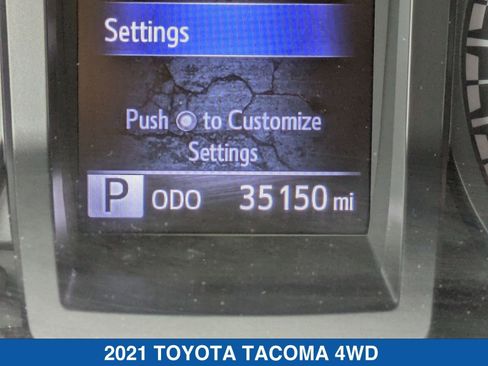 Settings
Push to Customize
Settings
P ODO 35150 mi
2021 TOYOTA TACOMA 4WD